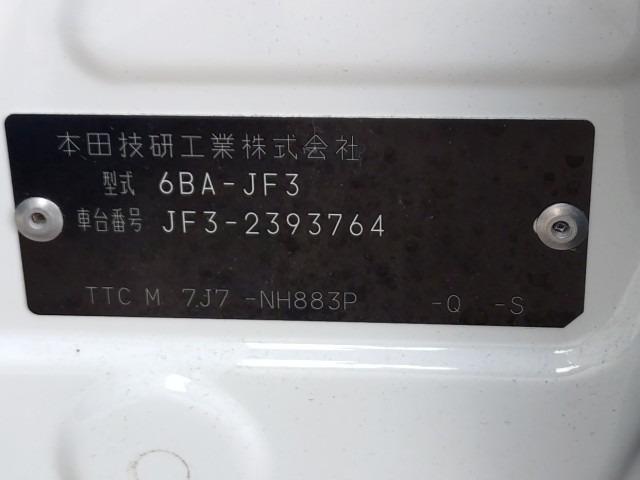 本田技研工業株式会社
型式 6BA-JF3
車台番号 JF3-2393764
TTC M 7J7 -NH883P -Q -S